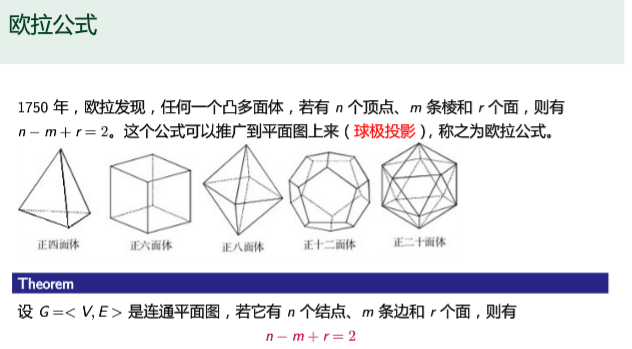 欧拉公式
1750 年，欧拉发现，任何一个凸多面体，若有 n 个顶点、m 条棱和 r 个面，则有
n − m + r = 2。这个公式可以推广到平面图上来（球极投影），称之为欧拉公式。
正四面体 正六面体 正八面体 正十二面体 正二十面体
Theorem
设 G =< V, E > 是连通平面图，若它有 n 个结点、m 条边和 r 个面，则有
n − m + r = 2